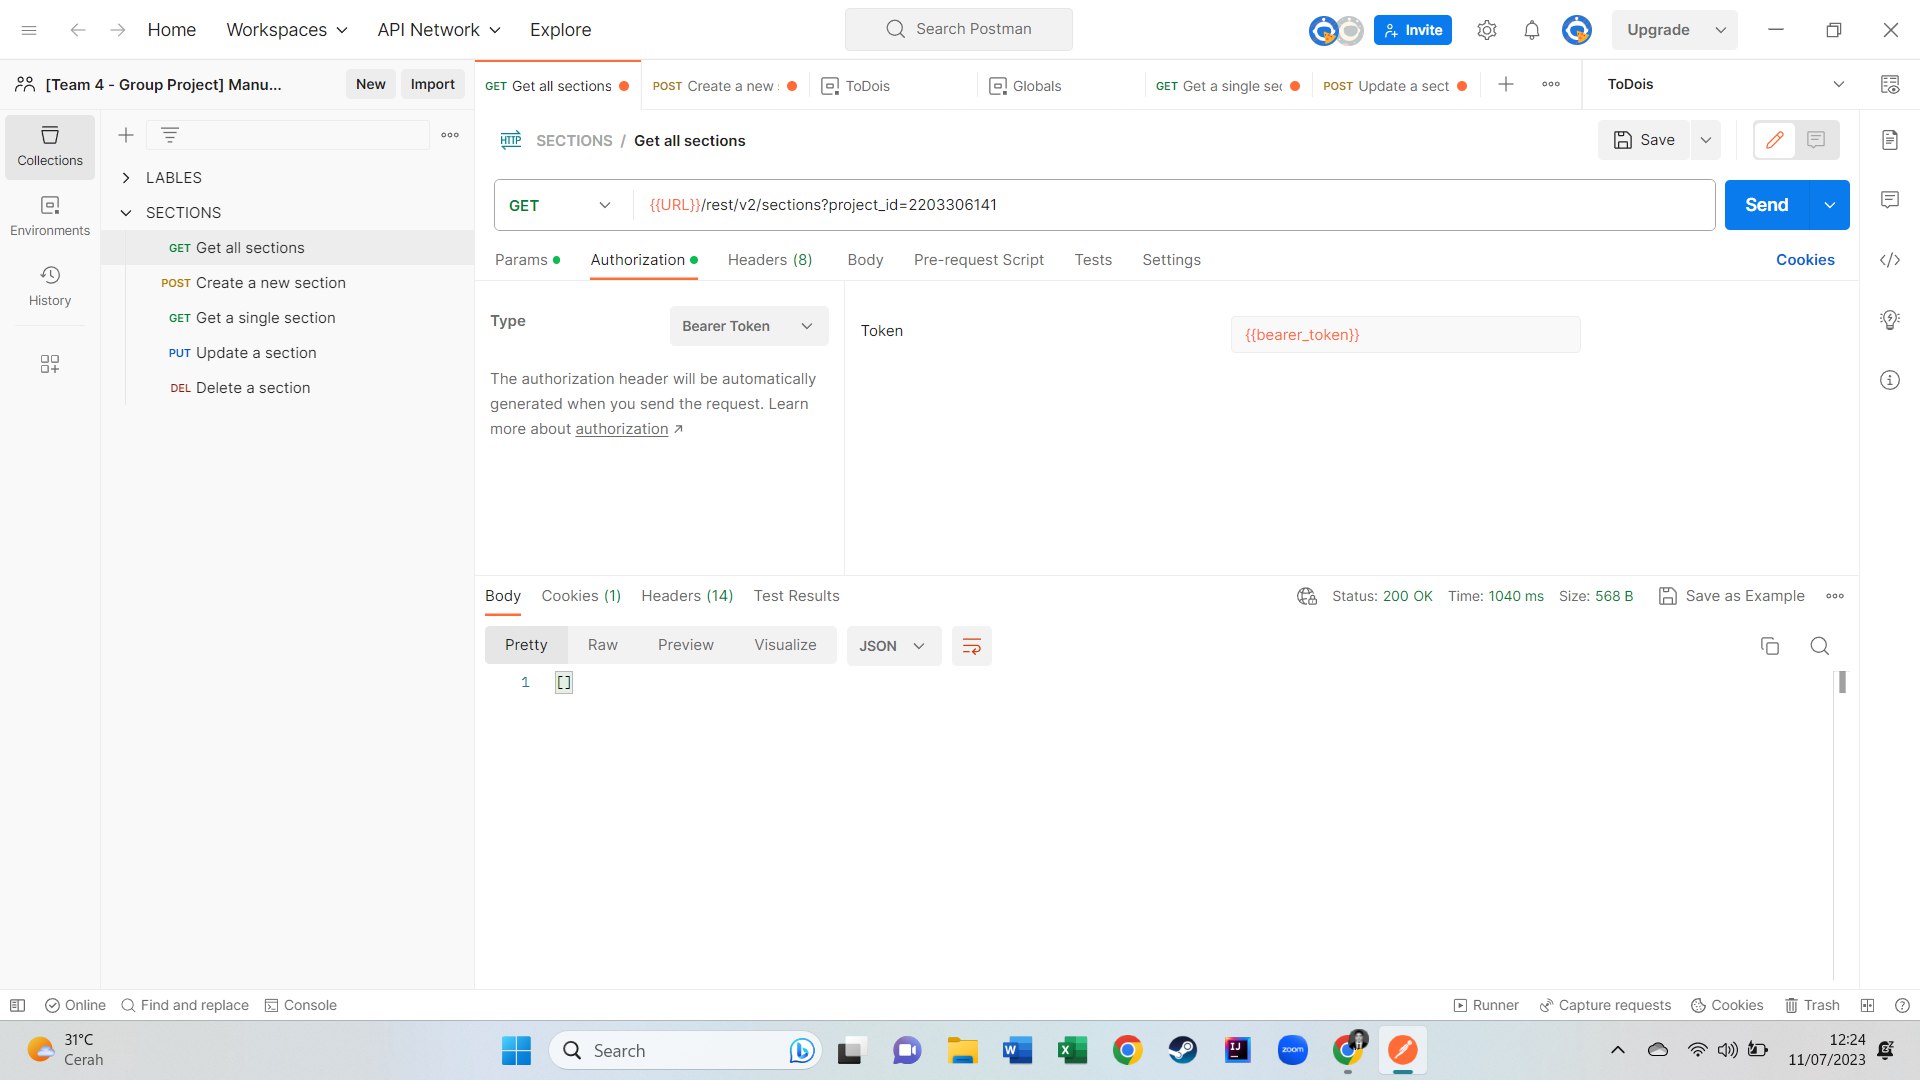 Home
Workspaces
API Network
Explore
Search Postman
Invite
Upgrade
[Team 4 - Group Project] Manu...
New
Import
GET Get all sections
POST Create a new
ToDois
Globals
GET Get a single sec
POST Update a sect
ToDois
Collections
Environments
History
LABLES
SECTIONS
GET Get all sections
POST Create a new section
GET Get a single section
PUT Update a section
DEL Delete a section
HTTP SECTIONS / Get all sections
Save
GET
{{URL}}/rest/v2/sections?project_id=2203306141
Send
Params
Authorization
Headers (8)
Body
Pre-request Script
Tests
Settings
Cookies
Type
Bearer Token
The authorization header will be automatically
generated when you send the request. Learn
more about authorization ↗
Token
{{bearer_token}}
Body
Cookies (1)
Headers (14)
Test Results
Status: 200 OK
Time: 1040 ms
Size: 568 B
Save as Example
Pretty
Raw
Preview
Visualize
JSON
1 []
Online
Find and replace
Console
Runner
Capture requests
Cookies
Trash
31°C
Cerah
Search
zoom
12:24
11/07/2023